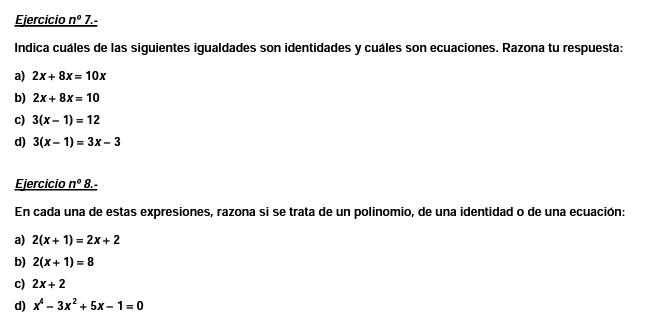 Ejercicio nº 7.-
Indica cuáles de las siguientes igualdades son identidades y cuáles son ecuaciones. Razona tu respuesta:
a) 2x + 8x = 10x
b) 2x + 8x = 10
c) 3(x – 1) = 12
d) 3(x – 1) = 3x – 3
Ejercicio nº 8.-
En cada una de estas expresiones, razona si se trata de un polinomio, de una identidad o de una ecuación:
a) 2(x + 1) = 2x + 2
b) 2(x + 1) = 8
c) 2x + 2
d) x⁴ – 3x² + 5x – 1 = 0